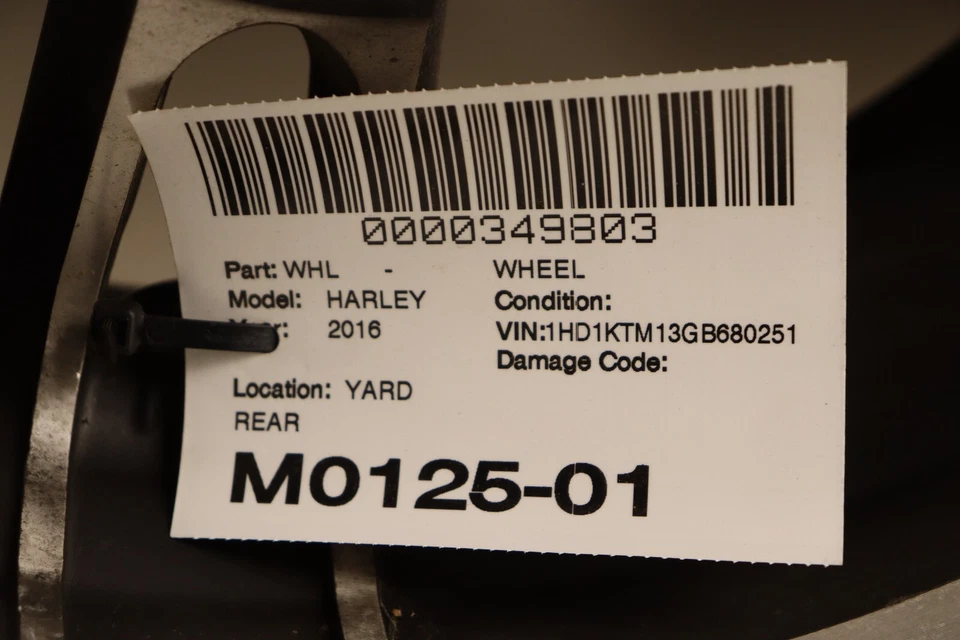 0000349803
Part: WHL - WHEEL
Model: HARLEY Condition:
2016 VIN:1HD1KTM13GB680251
Damage Code:
Location: YARD
REAR
M0125-01